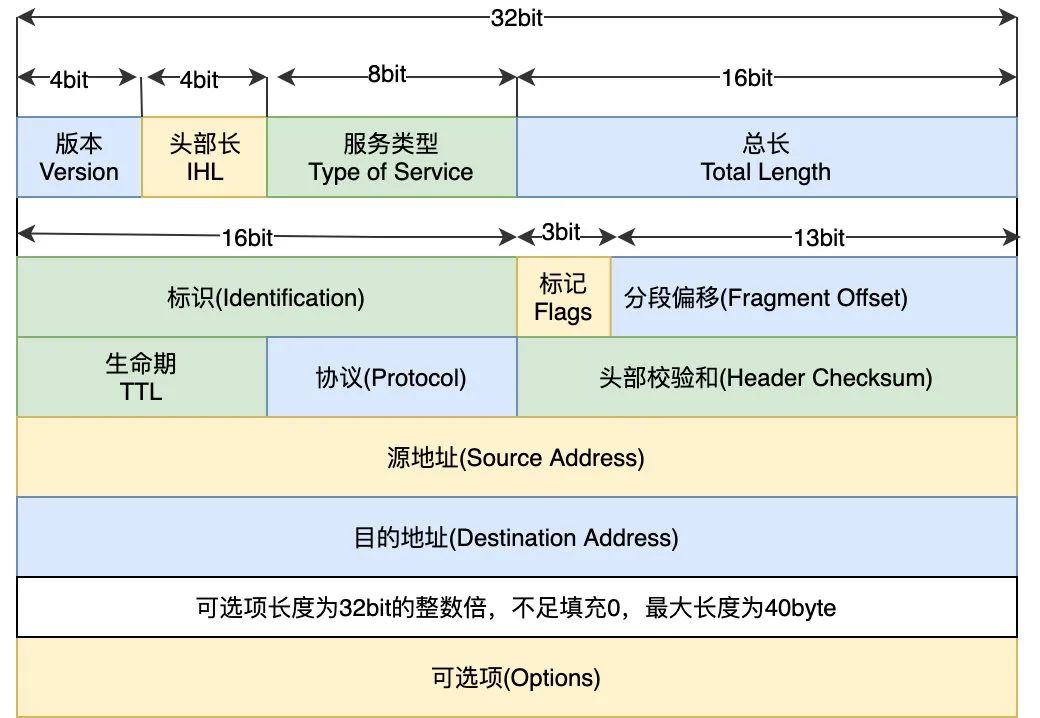 32bit
4bit
4bit
8bit
16bit
版本
Version
头部长
IHL
服务类型
Type of Service
总长
Total Length
16bit
3bit
13bit
标识(Identification)
标记
Flags
分段偏移(Fragment Offset)
生命期
TTL
协议(Protocol)
头部校验和(Header Checksum)
源地址(Source Address)
目的地址(Destination Address)
可选项长度为32bit的整数倍，不足填充0，最大长度为40byte
可选项(Options)